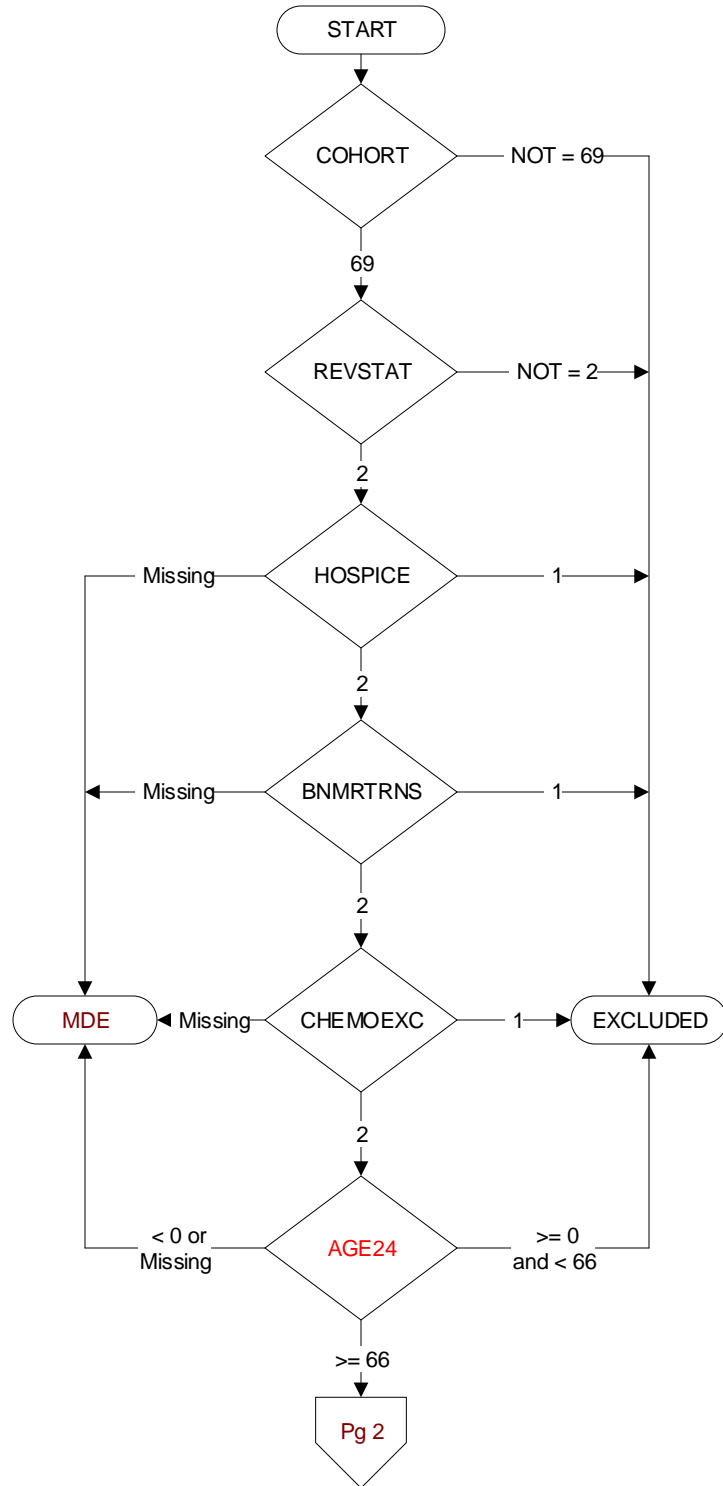 START
COHORT
NOT = 69
69
REVSTAT
NOT = 2
2
Missing
HOSPICE
1
2
Missing
BNMRTRNS
1
2
MDE
Missing
CHEMOEXC
1
EXCLUDED
2
< 0 or
Missing
AGE24
>= 0
and < 66
>= 66
Pg 2